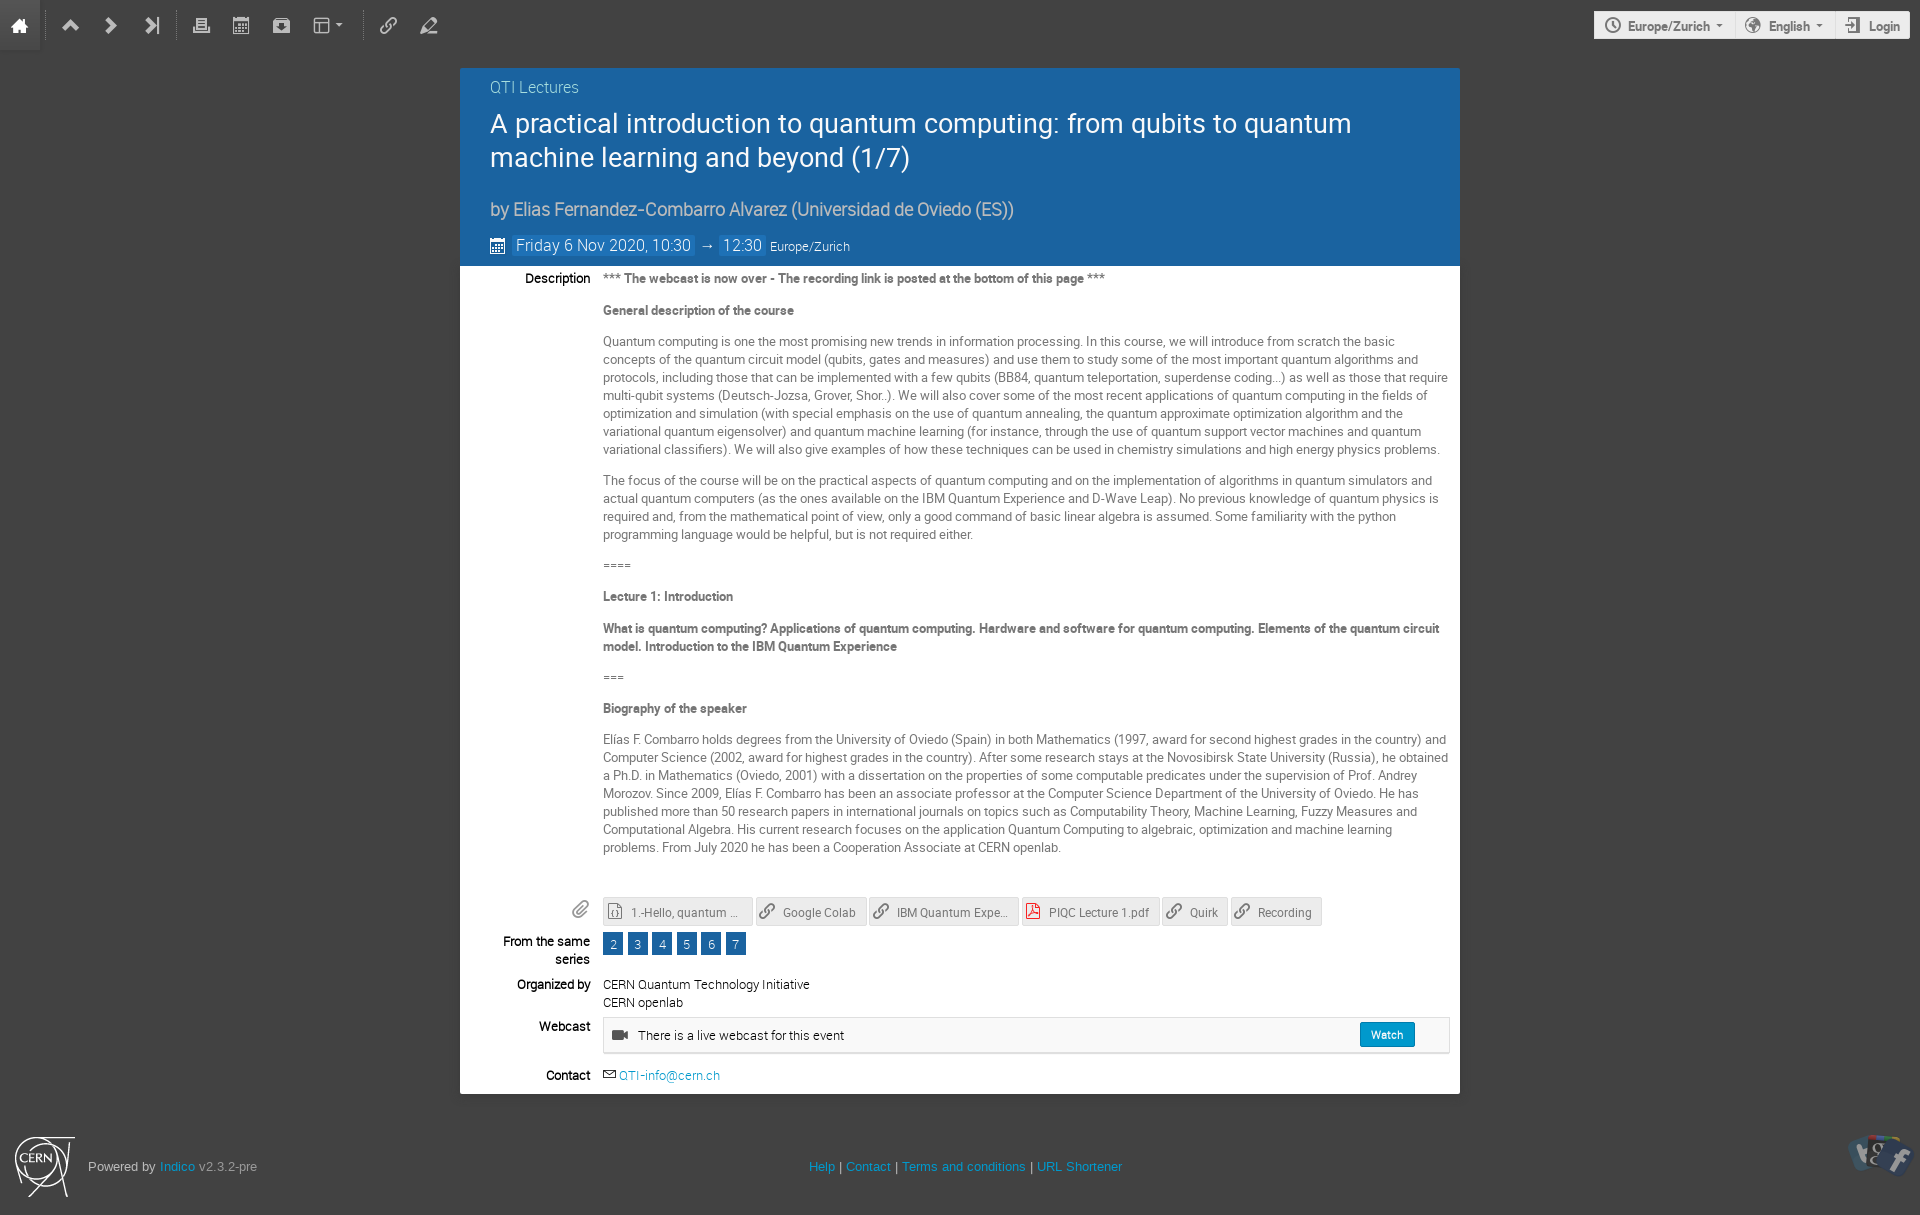 Europe/Zurich English Login
QTI Lectures
A practical introduction to quantum computing: from qubits to quantum
machine learning and beyond (1/7)
by Elias Fernandez-Combarro Alvarez (Universidad de Oviedo (ES))
Friday 6 Nov 2020, 10:30 → 12:30 Europe/Zurich
Description *** The webcast is now over - The recording link is posted at the bottom of this page ***
General description of the course
Quantum computing is one the most promising new trends in information processing. In this course, we will introduce from scratch the basic
concepts of the quantum circuit model (qubits, gates and measures) and use them to study some of the most important quantum algorithms and
protocols, including those that can be implemented with a few qubits (BB84, quantum teleportation, superdense coding...) as well as those that require
multi-qubit systems (Deutsch-Jozsa, Grover, Shor..). We will also cover some of the most recent applications of quantum computing in the fields of
optimization and simulation (with special emphasis on the use of quantum annealing, the quantum approximate optimization algorithm and the
variational quantum eigensolver) and quantum machine learning (for instance, through the use of quantum support vector machines and quantum
variational classifiers). We will also give examples of how these techniques can be used in chemistry simulations and high energy physics problems.
The focus of the course will be on the practical aspects of quantum computing and on the implementation of algorithms in quantum simulators and
actual quantum computers (as the ones available on the IBM Quantum Experience and D-Wave Leap). No previous knowledge of quantum physics is
required and, from the mathematical point of view, only a good command of basic linear algebra is assumed. Some familiarity with the python
programming language would be helpful, but is not required either.
====
Lecture 1: Introduction
What is quantum computing? Applications of quantum computing. Hardware and software for quantum computing. Elements of the quantum circuit
model. Introduction to the IBM Quantum Experience
===
Biography of the speaker
Elías F. Combarro holds degrees from the University of Oviedo (Spain) in both Mathematics (1997, award for second highest grades in the country) and
Computer Science (2002, award for highest grades in the country). After some research stays at the Novosibirsk State University (Russia), he obtained
a Ph.D. in Mathematics (Oviedo, 2001) with a dissertation on the properties of some computable predicates under the supervision of Prof. Andrey
Morozov. Since 2009, Elías F. Combarro has been an associate professor at the Computer Science Department of the University of Oviedo. He has
published more than 50 research papers in international journals on topics such as Computability Theory, Machine Learning, Fuzzy Measures and
Computational Algebra. His current research focuses on the application Quantum Computing to algebraic, optimization and machine learning
problems. From July 2020 he has been a Cooperation Associate at CERN openlab.
1.-Hello, quantum ... Google Colab IBM Quantum Expe... PIQC Lecture 1.pdf Quirk Recording
From the same 2 3 4 5 6 7
series
Organized by CERN Quantum Technology Initiative
CERN openlab
Webcast There is a live webcast for this event Watch
Contact QTI-info@cern.ch
CERN Powered by Indico v2.3.2-pre Help | Contact | Terms and conditions | URL Shortener g f